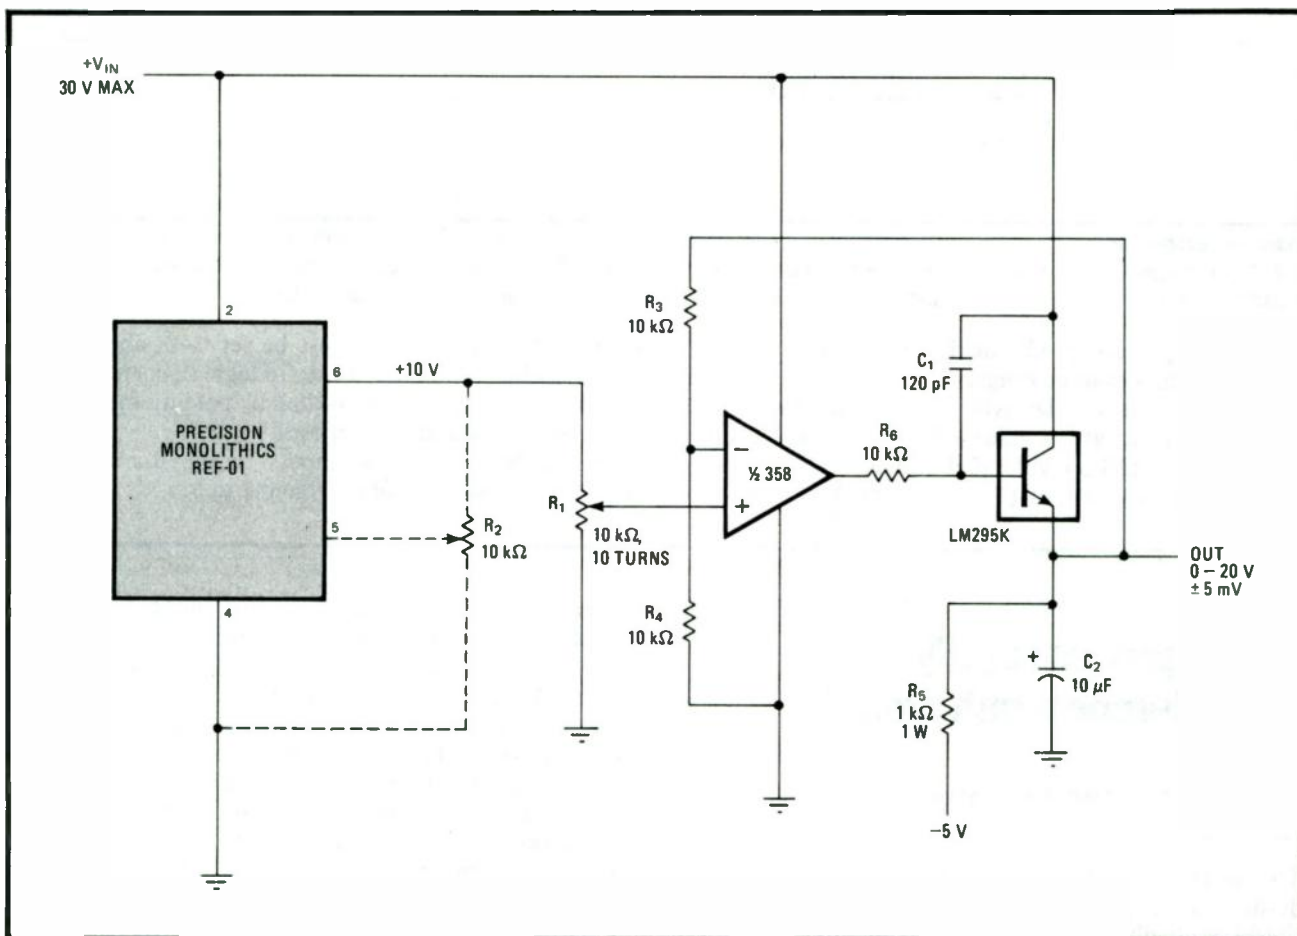 +V_IN
30 V MAX
2
6
+10 V
PRECISION
MONOLITHICS
REF-01
5
4
R₂
10 kΩ
R₁
10 kΩ,
10 TURNS
R₃
10 kΩ
R₄
10 kΩ
−
½ 358
+
R₆
10 kΩ
C₁
120 pF
LM295K
OUT
0 – 20 V
± 5 mV
R₅
1 kΩ
1 W
−5 V
+
C₂
10 μF